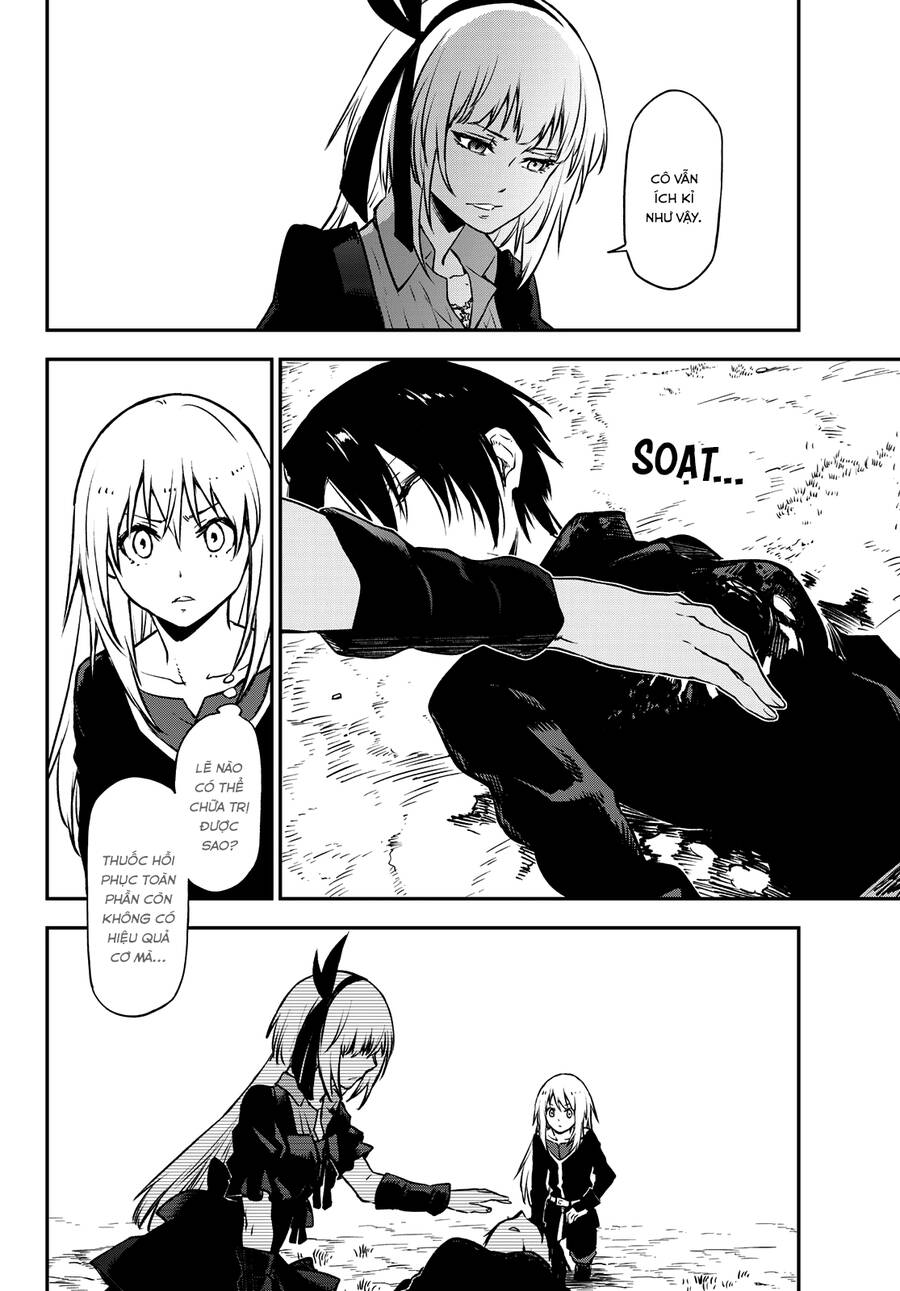 CÔ VẪN
ÍCH KỈ
NHƯ VẬY.
SOẠT...
LẼ NÀO
CÓ THỂ
CHỮA TRỊ
ĐƯỢC
SAO?
THUỐC HỒI
PHỤC TOÀN
PHẦN CÒN
KHÔNG CÓ
HIỆU QUẢ
CƠ MÀ...